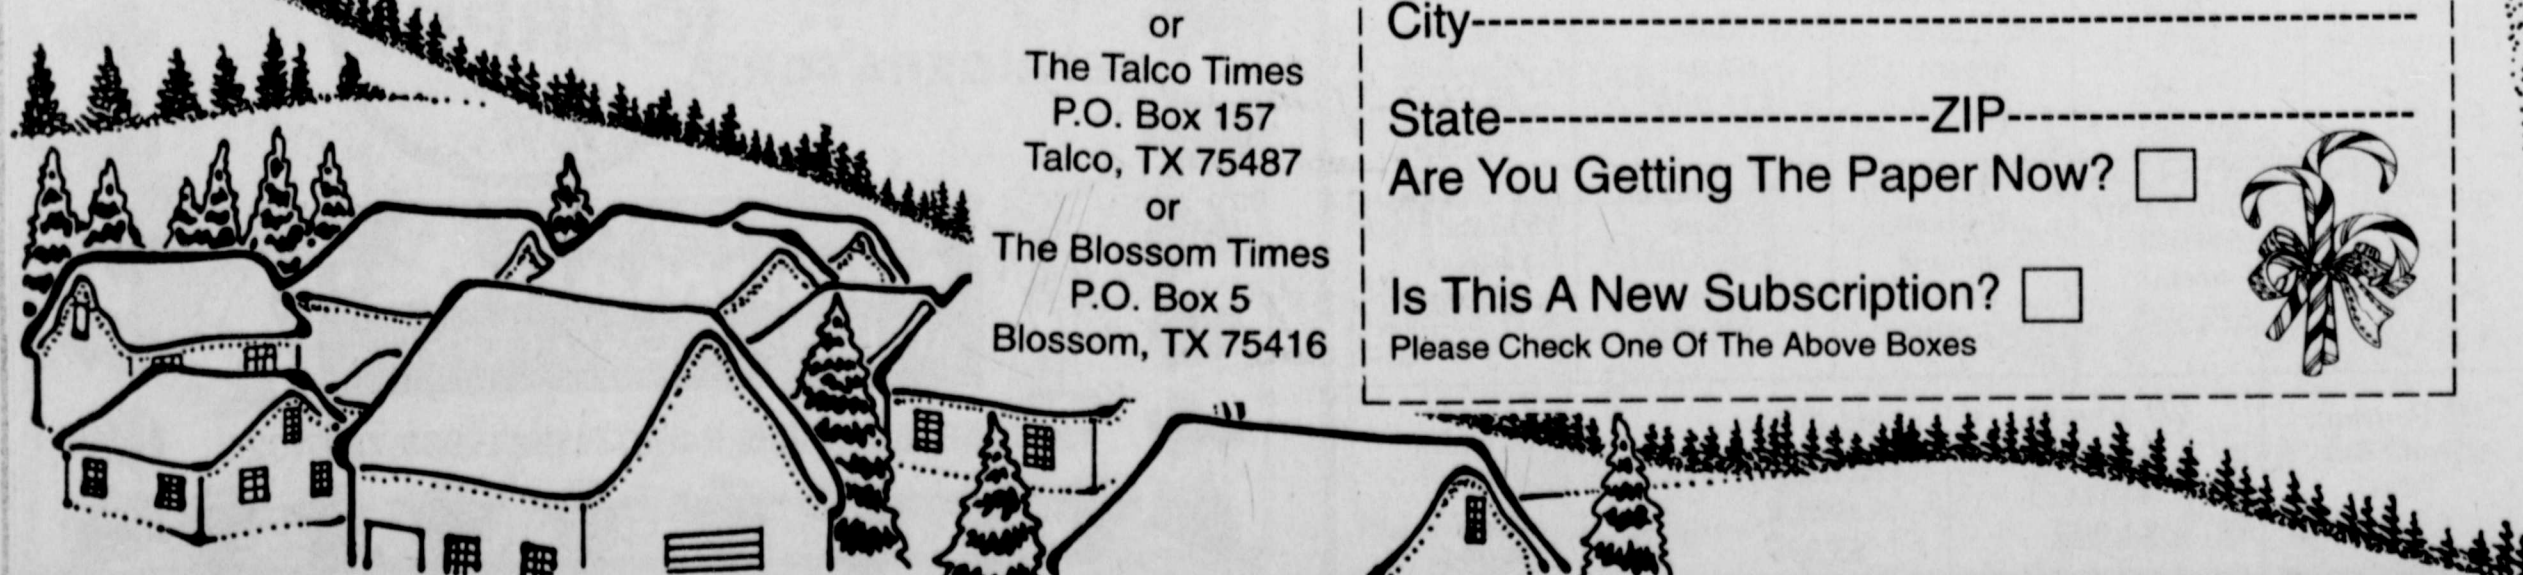 or
The Talco Times
P.O. Box 157
Talco, TX 75487
or
The Blossom Times
P.O. Box 5
Blossom, TX 75416
City
State ZIP
Are You Getting The Paper Now?
Is This A New Subscription?
Please Check One Of The Above Boxes